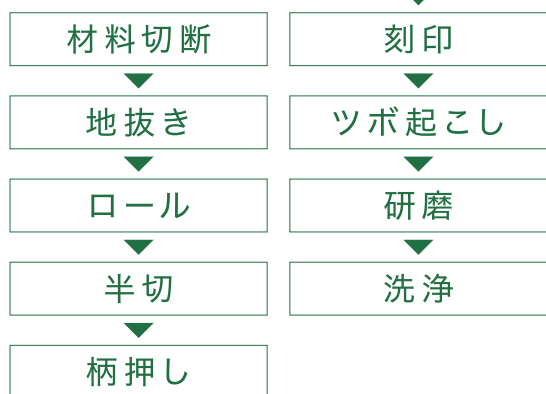 材料切断
地抜き
ロール
半切
柄押し
刻印
ツボ起こし
研磨
洗浄